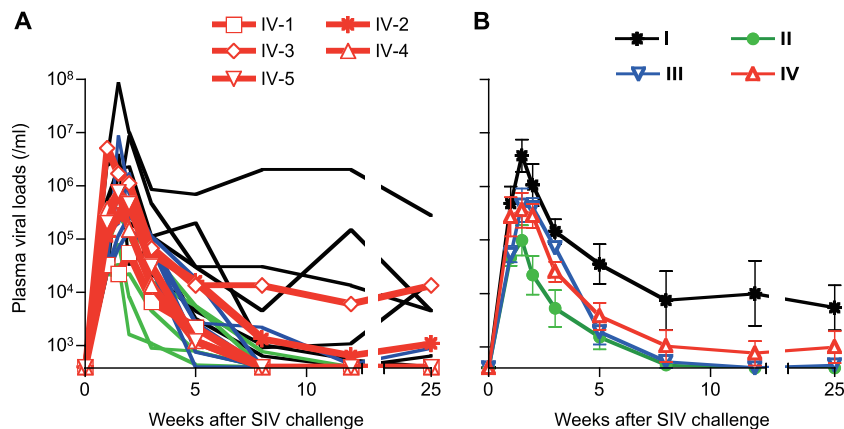 A
IV-1 IV-2
IV-3 IV-4
IV-5
Plasma viral loads (/ml)
10⁸
10⁷
10⁶
10⁵
10⁴
10³
0 5 10 25
Weeks after SIV challenge
B
I II
III IV
0 5 10 25
Weeks after SIV challenge